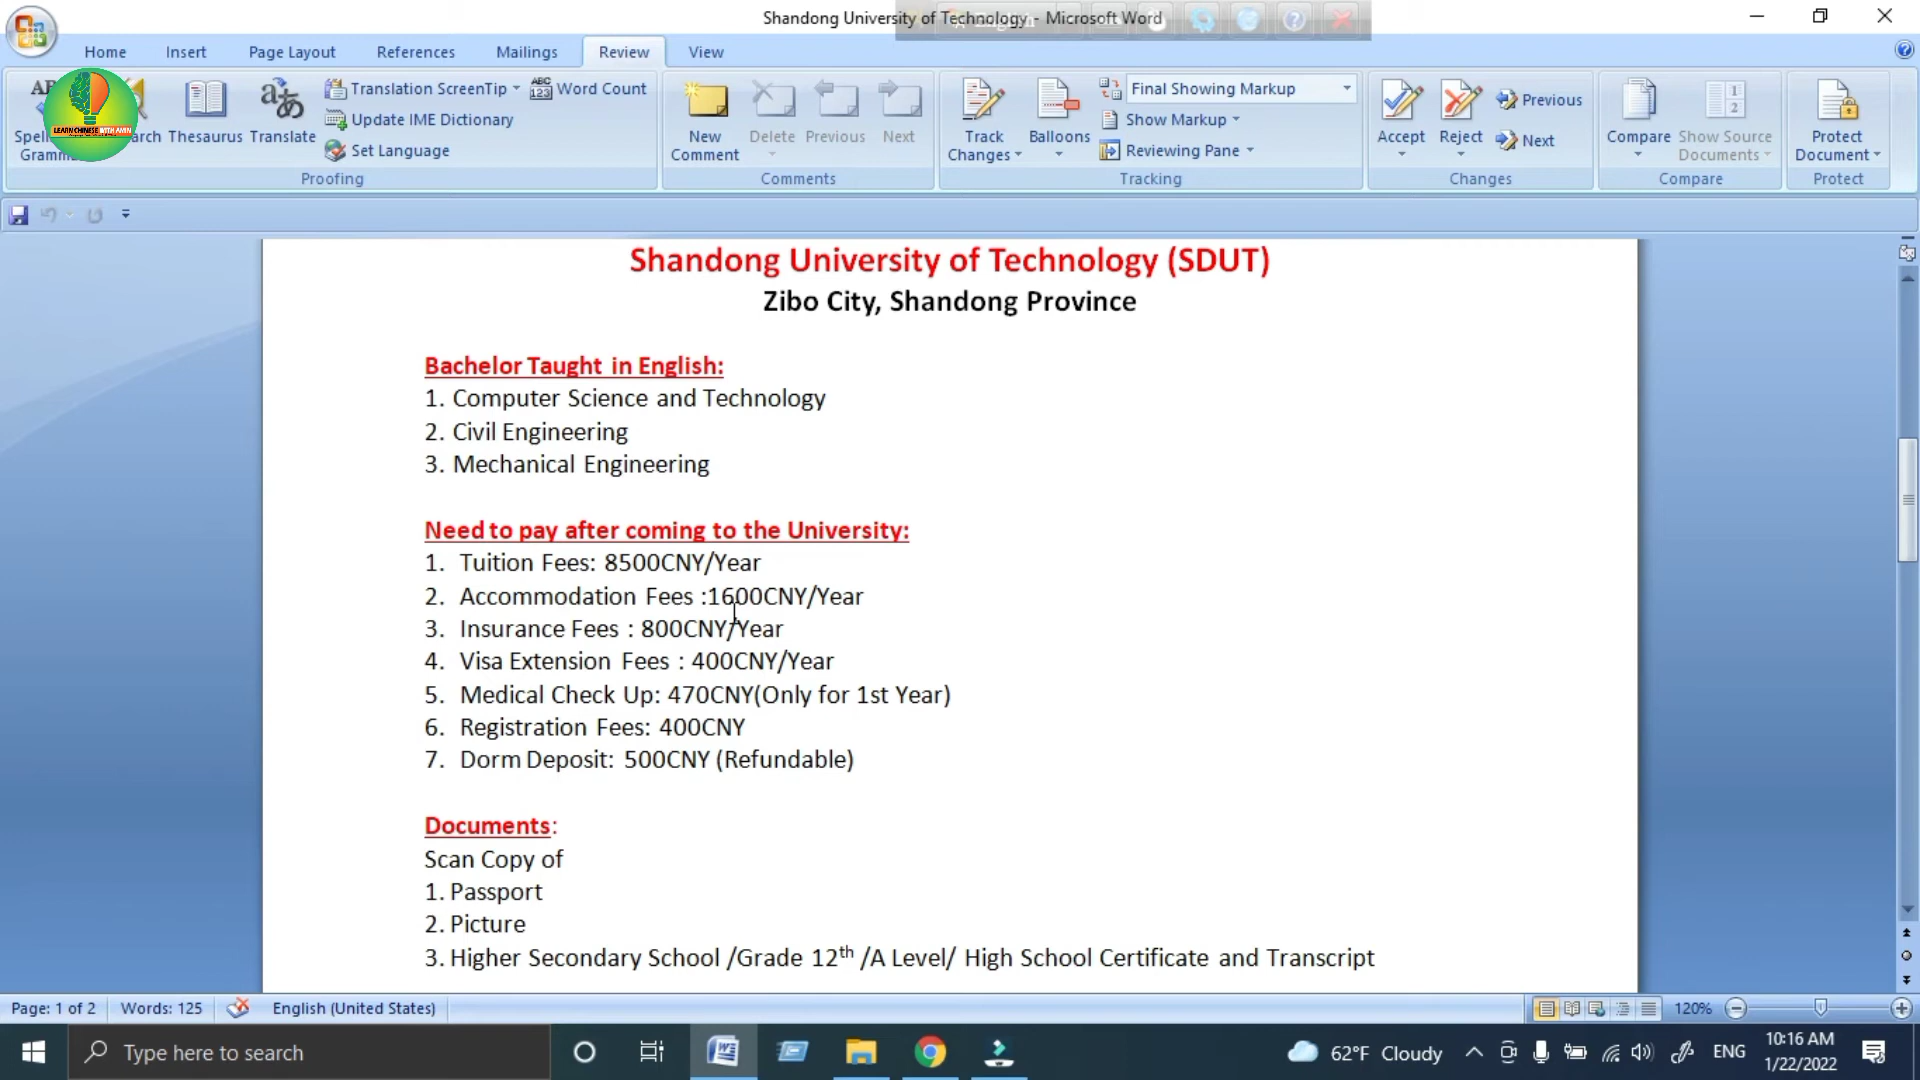 Shandong University of Technology - Microsoft Word
Home Insert Page Layout References Mailings Review View
Translation ScreenTip Word Count New Comment Delete Previous Next Track Changes Balloons Final Showing Markup Accept Reject Previous Compare Show Source Documents Protect Document
Thesaurus Translate Update IME Dictionary Show Markup Next
Set Language Reviewing Pane
LEARN CHINESE WITH AMIN
Proofing Comments Tracking Changes Compare Protect
Shandong University of Technology (SDUT)
Zibo City, Shandong Province
Bachelor Taught in English:
1. Computer Science and Technology
2. Civil Engineering
3. Mechanical Engineering
Need to pay after coming to the University:
1. Tuition Fees: 8500CNY/Year
2. Accommodation Fees :1600CNY/Year
3. Insurance Fees : 800CNY/Year
4. Visa Extension Fees : 400CNY/Year
5. Medical Check Up: 470CNY(Only for 1st Year)
6. Registration Fees: 400CNY
7. Dorm Deposit: 500CNY (Refundable)
Documents:
Scan Copy of
1. Passport
2. Picture
3. Higher Secondary School /Grade 12th /A Level/ High School Certificate and Transcript
Page: 1 of 2 Words: 125 English (United States) 120%
Type here to search 62°F Cloudy ENG 10:16 AM
1/22/2022